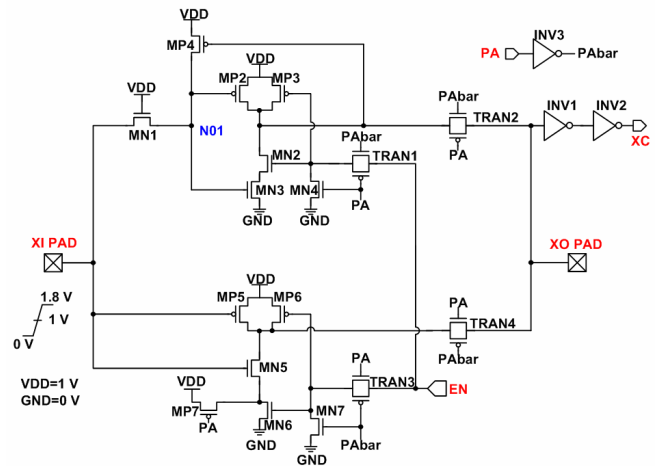 VDD
MP4
VDD
MP2
MP3
VDD
MN1
N01
MN2
MN3
MN4
GND
GND
PAbar
TRAN1
PA
PAbar
TRAN2
PA
PA
INV3
PAbar
INV1
INV2
XC
XI PAD
XO PAD
1.8 V
1 V
0 V
VDD=1 V
GND=0 V
VDD
MP5
MP6
MN5
VDD
MP7
PA
MN6
GND
MN7
GND
PA
TRAN3
PAbar
EN
PA
TRAN4
PAbar